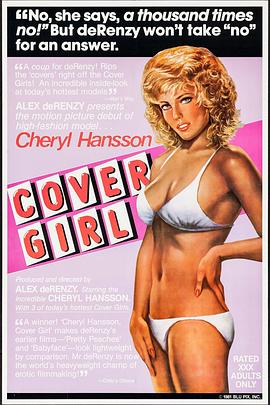 "No, she says, a thousand times
no!" But deRenzy won't take "no"
for an answer.
"A coup for deRenzy! Rips
the 'covers' right off the Cover
Girls! An incredible inside-
look at today's hottest models"
ALEX deRENZY presents
the motion picture debut of
high-fashion model . . .
Cheryl Hansson
COVER
GIRL
Produced and directed by
ALEX deRENZY. Starring the
incredible CHERYL HANSSON.
With 3 of today's hottest Cover Girls.
"A winner! 'Cheryl Hansson,
Cover Girl' makes deRenzy's
earlier films—'Pretty Peaches'
and 'Babyface'—look lightweight
by comparison. Mr. deRenzy is now
the world's heavyweight champ of
erotic filmmaking!"
RATED
XXX
ADULTS
ONLY
© 1981 BLU PIX, INC.